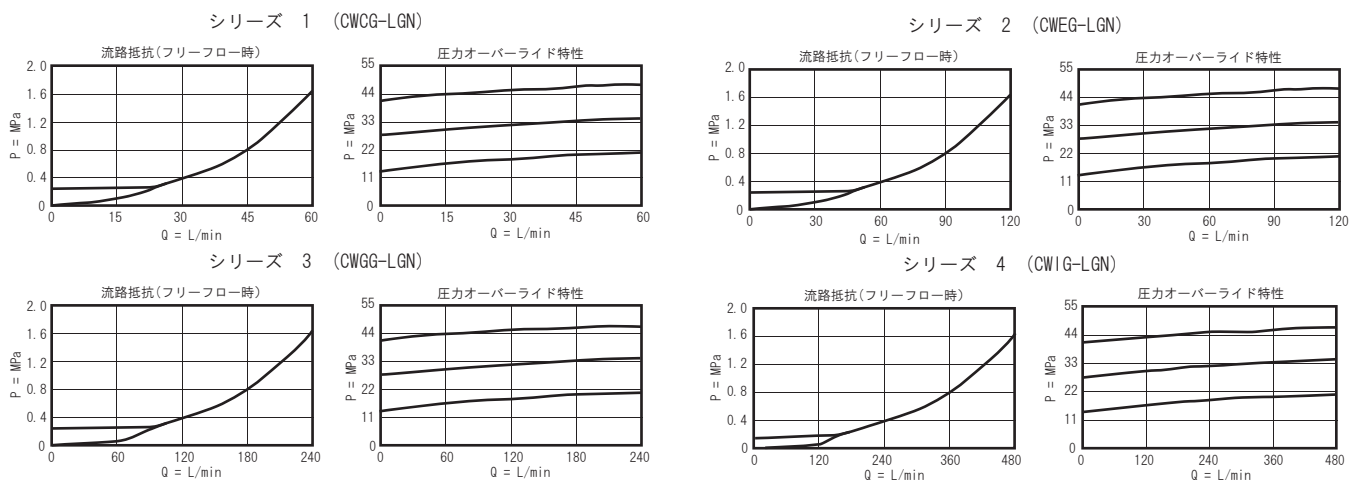 シリーズ 1 (CWCG-LGN)
流路抵抗(フリーフロー時)
2.0
1.6
1.2
0.8
0.4
0
P = MPa
0 15 30 45 60
Q = L/min
圧力オーバーライド特性
55
44
33
22
11
0
P = MPa
0 15 30 45 60
Q = L/min
シリーズ 2 (CWEG-LGN)
流路抵抗(フリーフロー時)
2.0
1.6
1.2
0.8
0.4
0
P = MPa
0 30 60 90 120
Q = L/min
圧力オーバーライド特性
55
44
33
22
11
0
P = MPa
0 30 60 90 120
Q = L/min
シリーズ 3 (CWGG-LGN)
流路抵抗(フリーフロー時)
2.0
1.6
1.2
0.8
0.4
0
P = MPa
0 60 120 180 240
Q = L/min
圧力オーバーライド特性
55
44
33
22
11
0
P = MPa
0 60 120 180 240
Q = L/min
シリーズ 4 (CWIG-LGN)
流路抵抗(フリーフロー時)
2.0
1.6
1.2
0.8
0.4
0
P = MPa
0 120 240 360 480
Q = L/min
圧力オーバーライド特性
55
44
33
22
11
0
P = MPa
0 120 240 360 480
Q = L/min